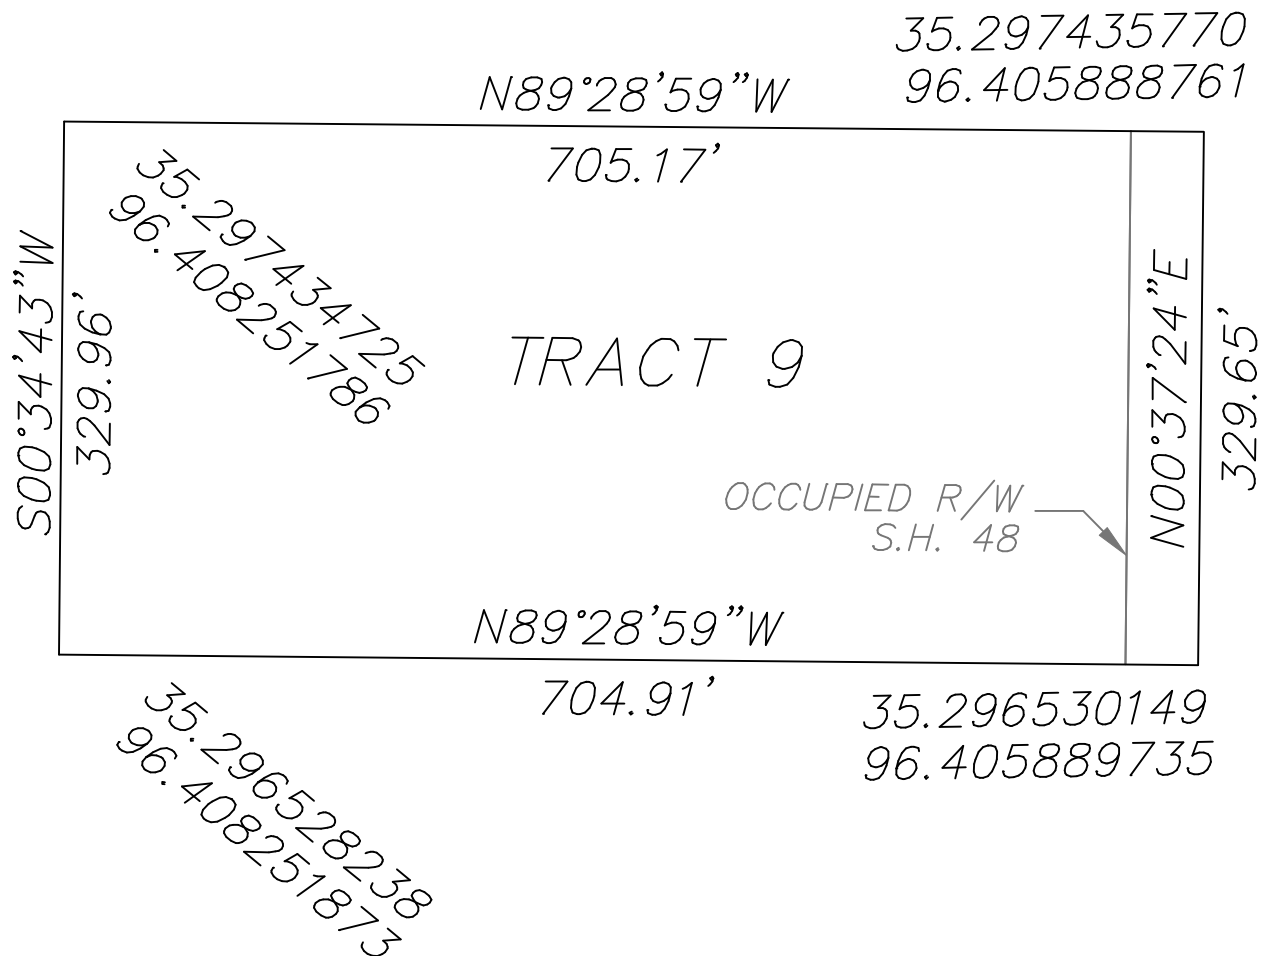 35.297435770
96.405888761
N89°28'59"W
705.17'
35.297434725
96.408251786
S00°34'43"W
329.96'
TRACT 9
N00°37'24"E
329.65'
OCCUPIED R/W
S.H. 48
N89°28'59"W
704.91'
35.296530149
96.405889735
35.296528238
96.408251873